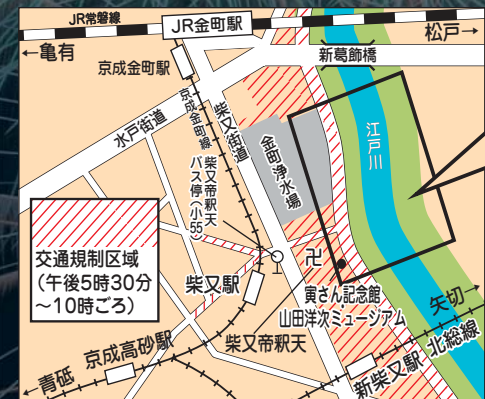 JR常磐線
JR金町駅
松戸→
←亀有
京成金町駅
新葛飾橋
京成金町線
水戸街道
柴又街道
金町浄水場
江戸川
柴又帝釈天
バス停(小55)
交通規制区域
(午後5時30分
~10時ごろ)
柴又駅
卍
寅さん記念館
山田洋次ミュージアム
矢切→
柴又帝釈天
京成高砂駅
←青砥
新柴又駅
北総線